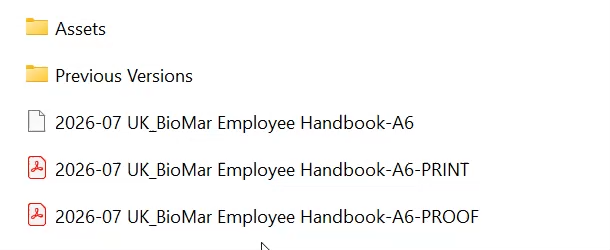 Assets
Previous Versions
2026-07 UK_BioMar Employee Handbook-A6
2026-07 UK_BioMar Employee Handbook-A6-PRINT
2026-07 UK_BioMar Employee Handbook-A6-PROOF